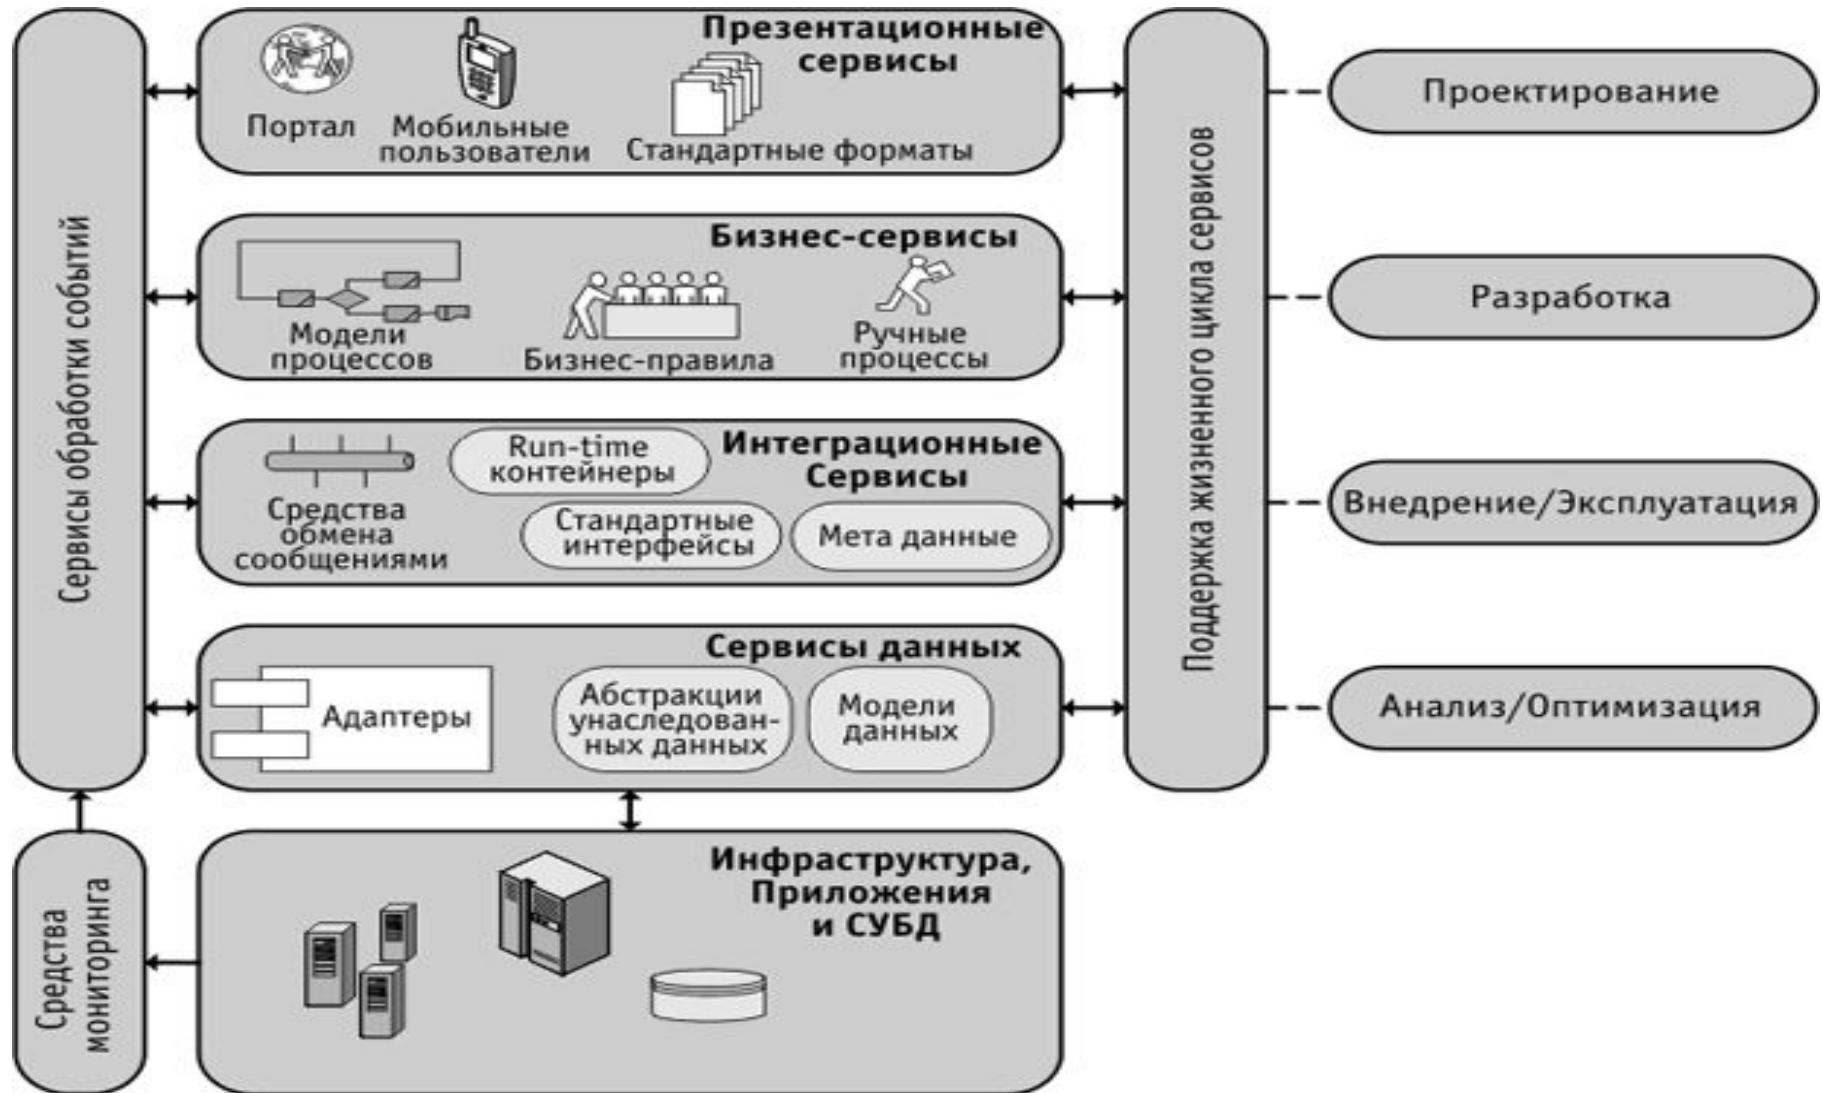 Сервисы обработки событий
Презентационные
сервисы
Портал
Мобильные
пользователи
Стандартные форматы
Бизнес-сервисы
Модели
процессов
Бизнес-правила
Ручные
процессы
Интеграционные
Сервисы
Run-time
контейнеры
Средства
обмена
сообщениями
Стандартные
интерфейсы
Мета данные
Сервисы данных
Адаптеры
Абстракции
унаследован-
ных данных
Модели
данных
Поддержка жизненного цикла сервисов
Проектирование
Разработка
Внедрение/Эксплуатация
Анализ/Оптимизация
Средства
мониторинга
Инфраструктура,
Приложения
и СУБД